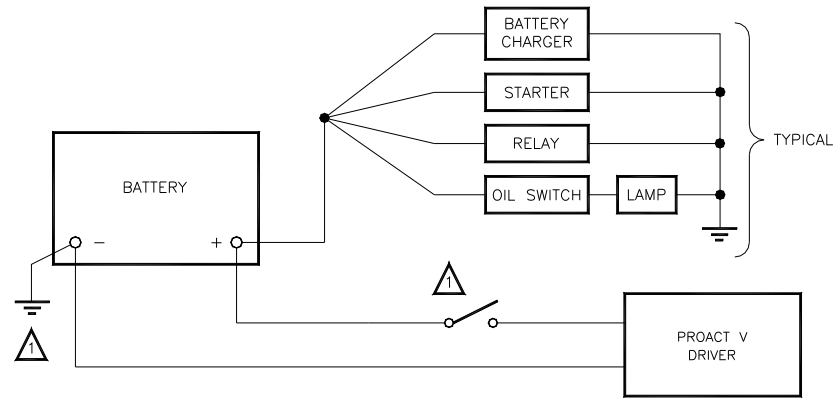 BATTERY
CHARGER
STARTER
RELAY
OIL SWITCH
LAMP
TYPICAL
BATTERY
-
+
1
1
PROACT V
DRIVER